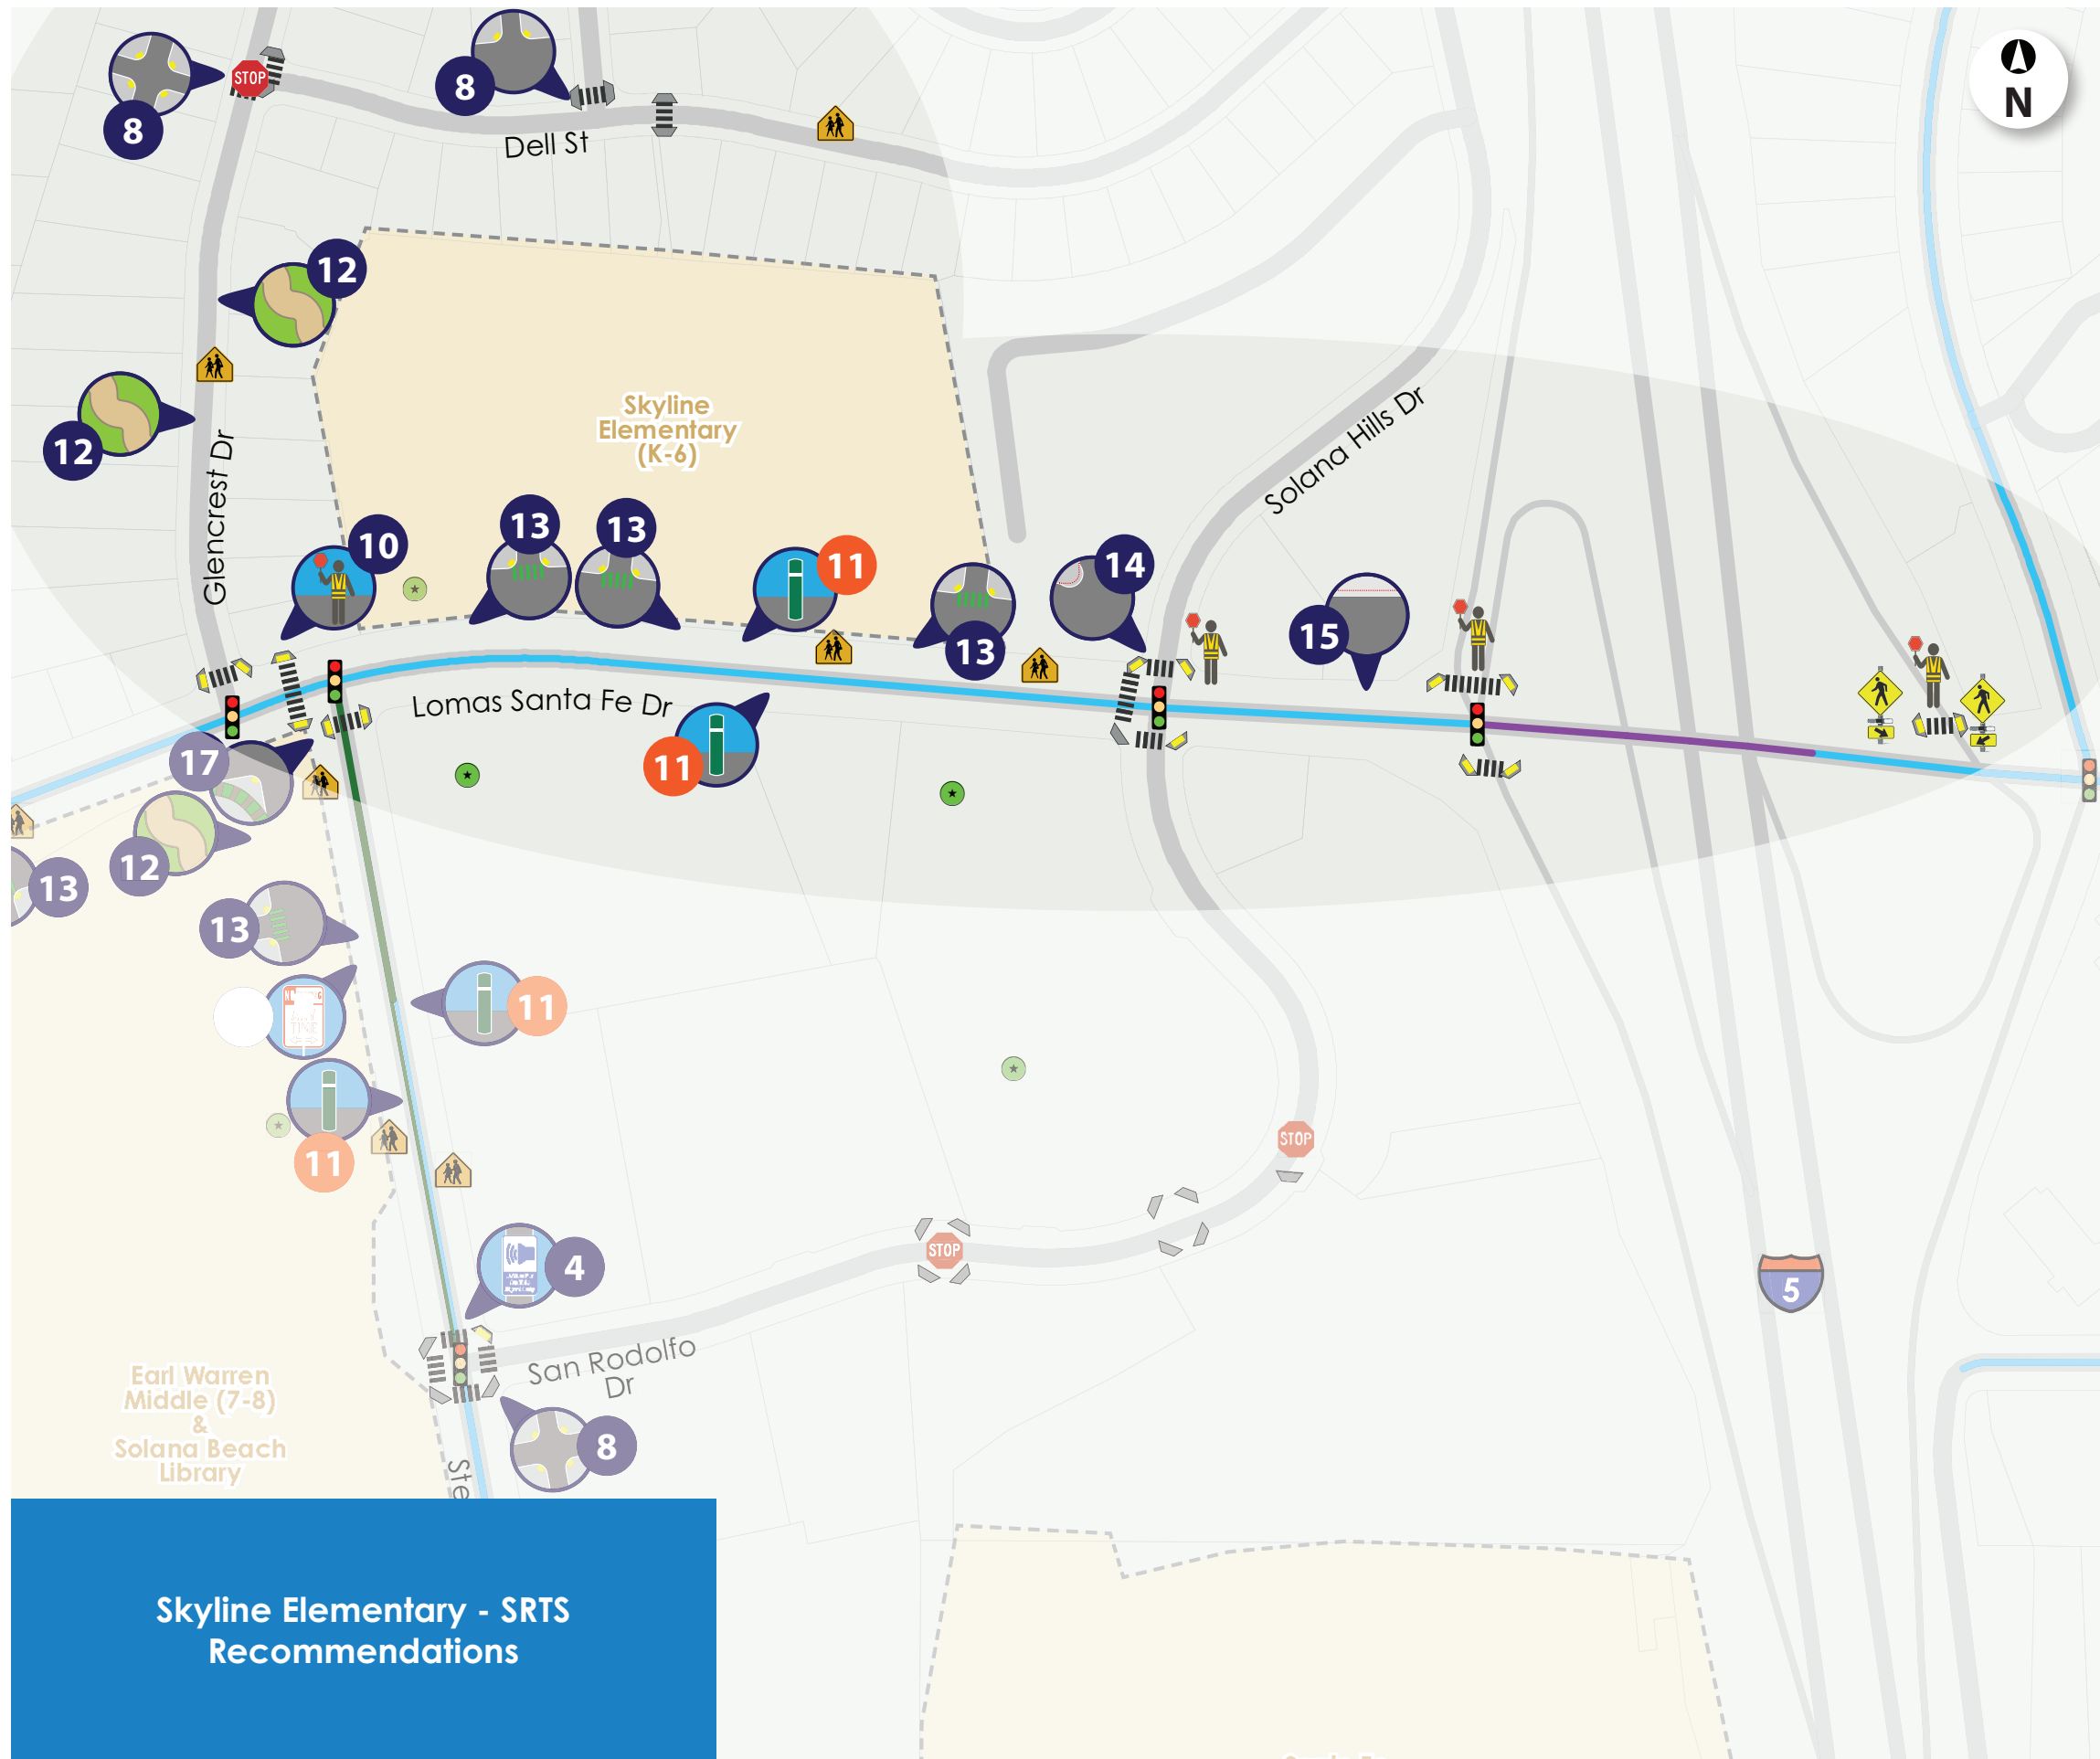 8
STOP
8
Dell St
N
12
12
Glencrest Dr
Skyline
Elementary
(K-6)
Solana Hills Dr
10
13
13
11
13
14
15
Lomas Santa Fe Dr
11
17
12
13
13
11
11
STOP
STOP
4
5
San Rodolfo
Dr
8
Earl Warren
Middle (7-8)
&
Solana Beach
Library
Ste
Skyline Elementary - SRTS
Recommendations